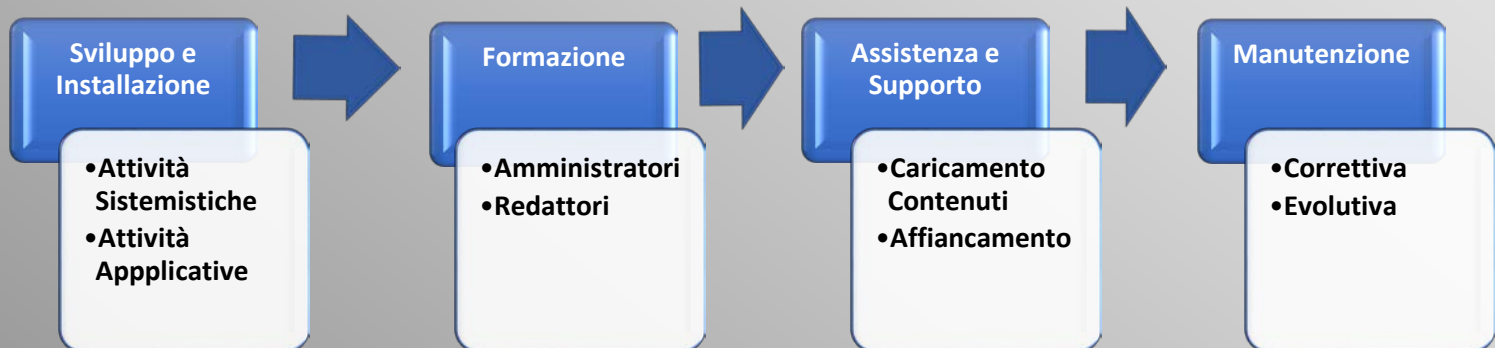 Sviluppo e
Installazione
•Attività
Sistemistiche
•Attività
Appplicative
Formazione
•Amministratori
•Redattori
Assistenza e
Supporto
•Caricamento
Contenuti
•Affiancamento
Manutenzione
•Correttiva
•Evolutiva